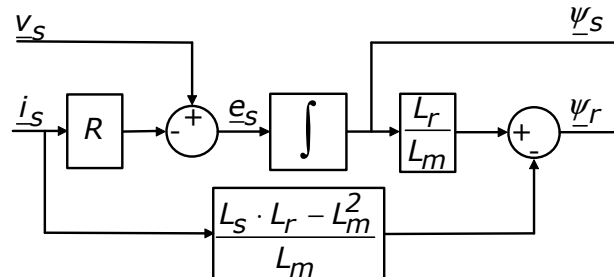 v_s
ψ_s
i_s
R
+
-
e_s
∫
L_r
L_m
+
-
ψ_r
L_s · L_r − L_m^2
L_m